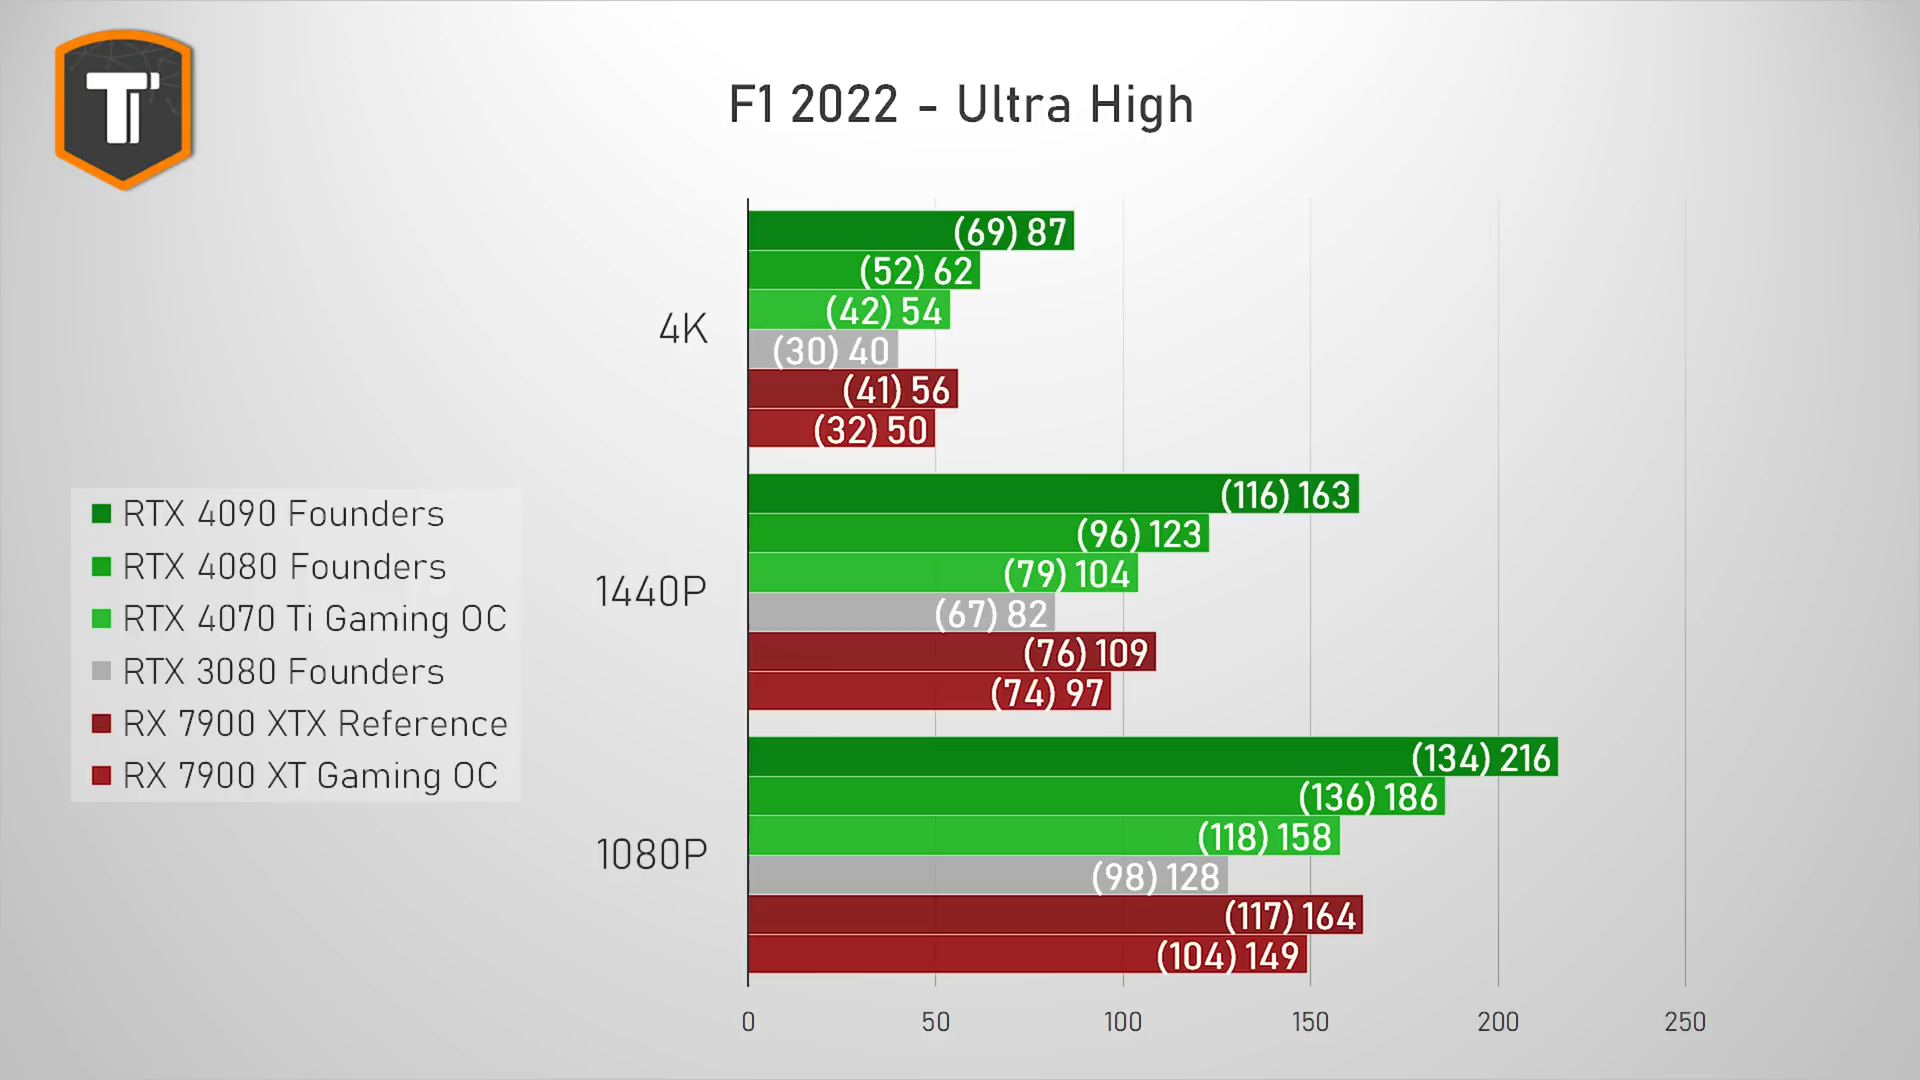 T
F1 2022 - Ultra High
4K
(69) 87
(52) 62
(42) 54
(30) 40
(41) 56
(32) 50
1440P
(116) 163
(96) 123
(79) 104
(67) 82
(76) 109
(74) 97
1080P
(134) 216
(136) 186
(118) 158
(98) 128
(117) 164
(104) 149
RTX 4090 Founders
RTX 4080 Founders
RTX 4070 Ti Gaming OC
RTX 3080 Founders
RX 7900 XTX Reference
RX 7900 XT Gaming OC
0 50 100 150 200 250